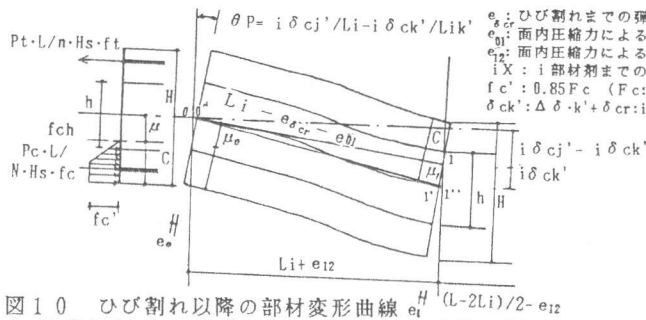 θP= iδcj'/Li-iδck'/Lik'
Pt・L/n・Hs・ft
H
h
μ
fch
C
Pc・L/
N・Hs・fc
fc'
Li - eδcr - e01
μo
C
μi
1
1'
1''
h
H
iδcj'- iδck'
iδck'
Li+e12
(L-2Li)/2-e12
eδcr:ひび割れまでの弾
e01:面内圧縮力による
e12:面内圧縮力による
iX:i部材剤までの
fc':0.85Fc (Fc:
δck':Δδ・k'+δcr:i
図10 ひび割れ以降の部材変形曲線